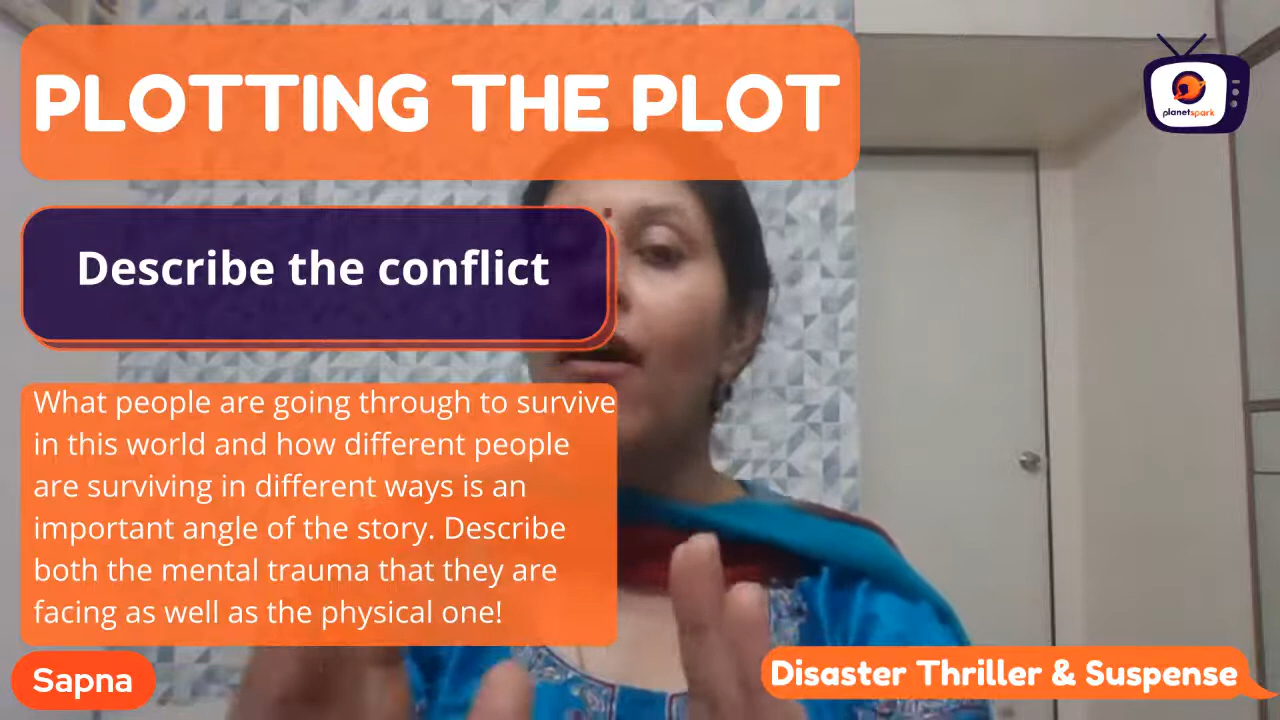 PLOTTING THE PLOT
planetspark
Describe the conflict
What people are going through to survive
in this world and how different people
are surviving in different ways is an
important angle of the story. Describe
both the mental trauma that they are
facing as well as the physical one!
Sapna
Disaster Thriller & Suspense